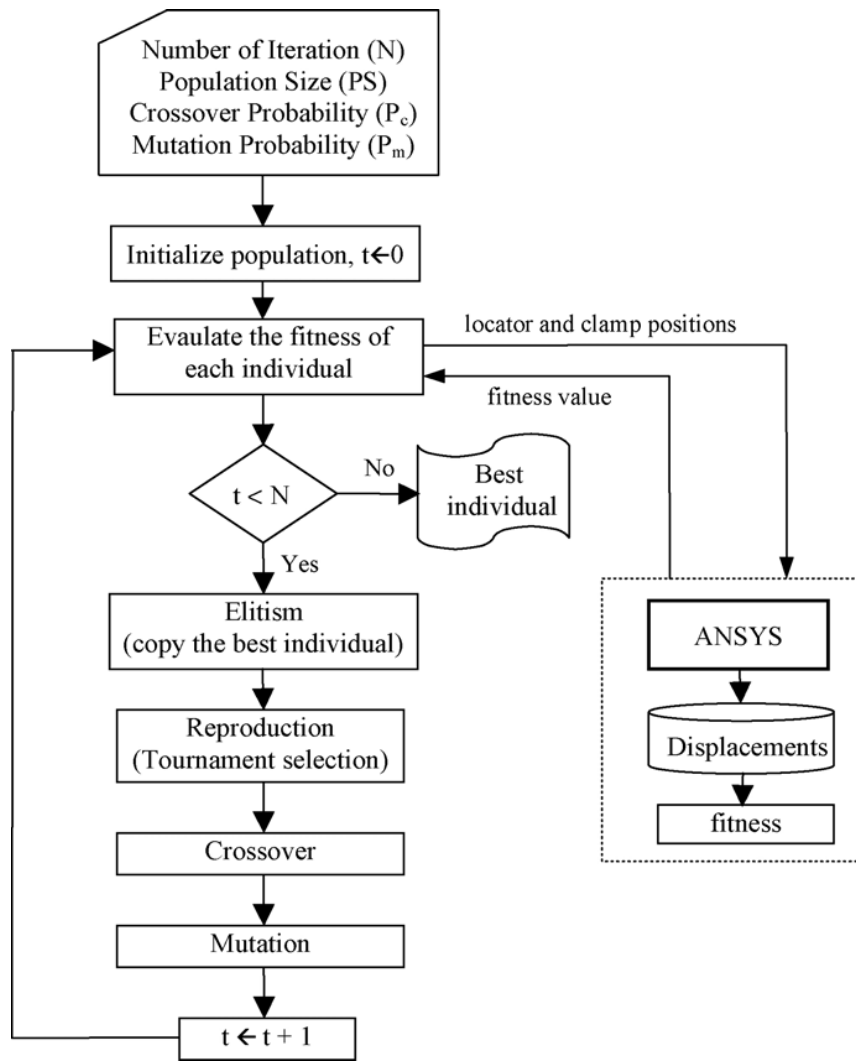 Number of Iteration (N)
Population Size (PS)
Crossover Probability (Pc)
Mutation Probability (Pm)
Initialize population, t←0
Evaulate the fitness of
each individual
locator and clamp positions
fitness value
t < N
No
Best
individual
Yes
Elitism
(copy the best individual)
Reproduction
(Tournament selection)
Crossover
Mutation
t ← t + 1
ANSYS
Displacements
fitness